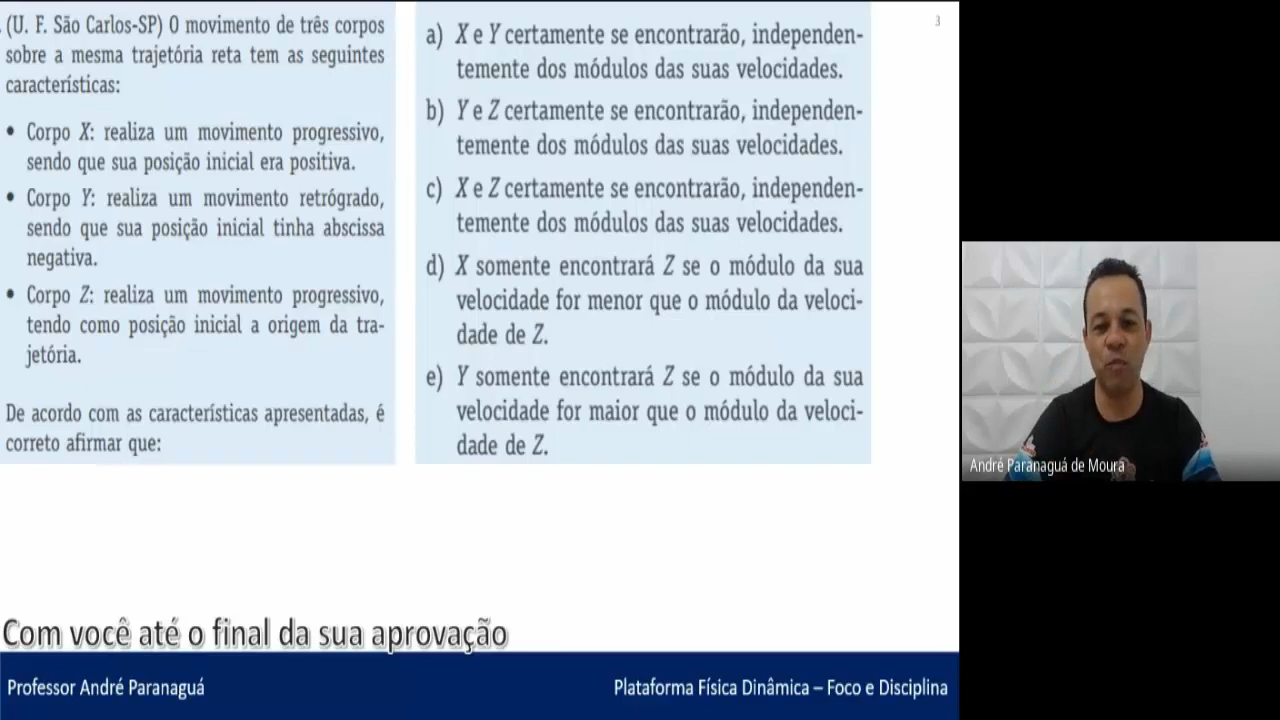 . (U. F. São Carlos-SP) O movimento de três corpos
sobre a mesma trajetória reta tem as seguintes
características:
• Corpo X: realiza um movimento progressivo,
sendo que sua posição inicial era positiva.
• Corpo Y: realiza um movimento retrógrado,
sendo que sua posição inicial tinha abscissa
negativa.
• Corpo Z: realiza um movimento progressivo,
tendo como posição inicial a origem da tra-
jetória.
De acordo com as características apresentadas, é
correto afirmar que:
a) X e Y certamente se encontrarão, independen-
temente dos módulos das suas velocidades.
b) Y e Z certamente se encontrarão, independen-
temente dos módulos das suas velocidades.
c) X e Z certamente se encontrarão, independen-
temente dos módulos das suas velocidades.
d) X somente encontrará Z se o módulo da sua
velocidade for menor que o módulo da veloci-
dade de Z.
e) Y somente encontrará Z se o módulo da sua
velocidade for maior que o módulo da veloci-
dade de Z.
3
André Paranaguá de Moura
Com você até o final da sua aprovação
Professor André Paranaguá
Plataforma Física Dinâmica – Foco e Disciplina